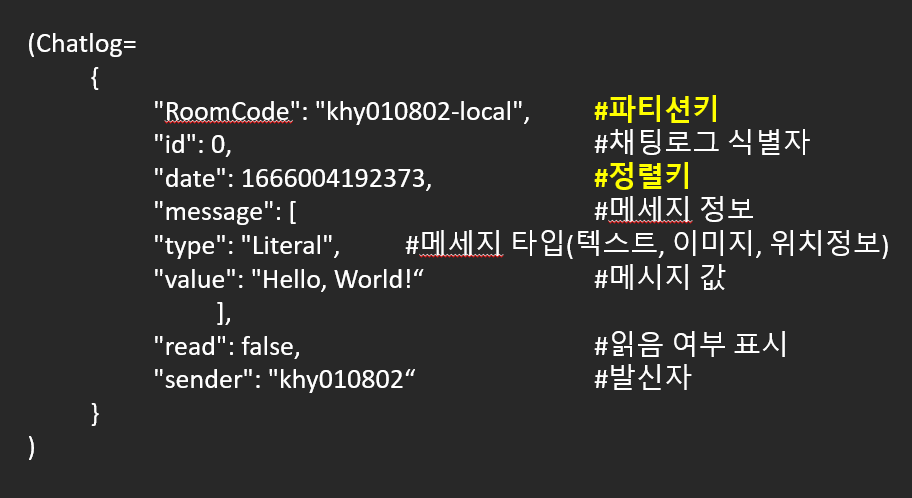 (Chatlog=
{
"RoomCode": "khy010802-local", #파티션키
"id": 0, #채팅로그 식별자
"date": 1666004192373, #정렬키
"message": [ #메세지 정보
"type": "Literal", #메세지 타입(텍스트, 이미지, 위치정보)
"value": "Hello, World!“ #메시지 값
],
"read": false, #읽음 여부 표시
"sender": "khy010802“ #발신자
}
)